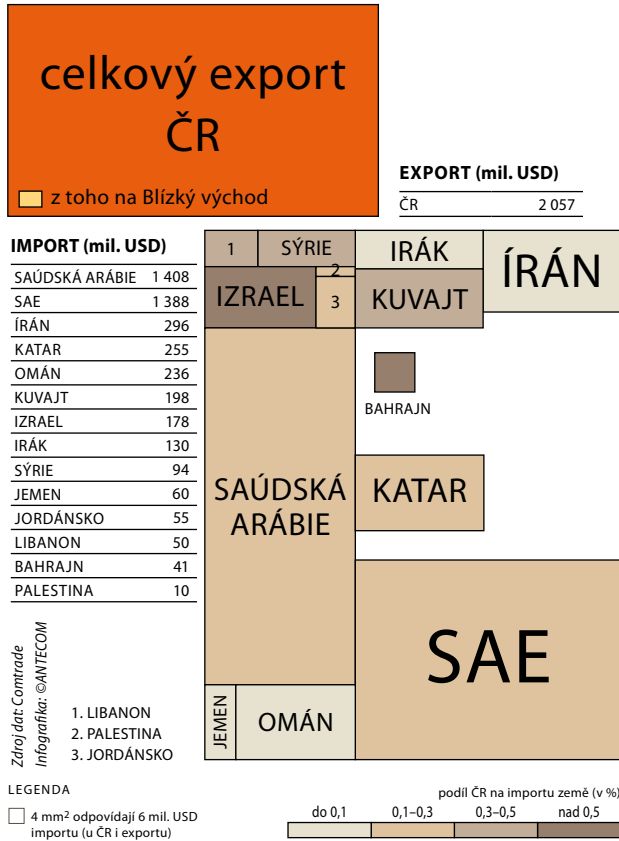 celkový export
ČR
z toho na Blízký východ
EXPORT (mil. USD)
ČR 2 057
IMPORT (mil. USD)
SAÚDSKÁ ARÁBIE 1 408
SAE 1 388
ÍRÁN 296
KATAR 255
OMÁN 236
KUVAJT 198
IZRAEL 178
IRÁK 130
SÝRIE 94
JEMEN 60
JORDÁNSKO 55
LIBANON 50
BAHRAJN 41
PALESTINA 10
1
SÝRIE
IRÁK
ÍRÁN
IZRAEL
2
3
KUVAJT
BAHRAJN
SAÚDSKÁ
ARÁBIE
KATAR
SAE
JEMEN
OMÁN
Zdroj dat: Comtrade
Infografika: ©ANTECOM
1. LIBANON
2. PALESTINA
3. JORDÁNSKO
LEGENDA
4 mm² odpovídají 6 mil. USD
importu (u ČR i exportu)
podíl ČR na importu země (v %)
do 0,1 0,1–0,3 0,3–0,5 nad 0,5